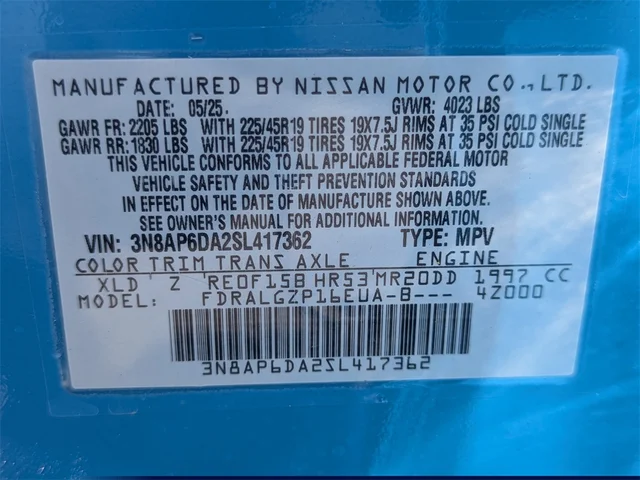 MANUFACTURED BY NISSAN MOTOR CO., LTD.
DATE: 05/25. GVWR: 4023 LBS
GAWR FR: 2205 LBS WITH 225/45R19 TIRES 19X7.5J RIMS AT 35 PSI COLD SINGLE
GAWR RR: 1830 LBS WITH 225/45R19 TIRES 19X7.5J RIMS AT 35 PSI COLD SINGLE
THIS VEHICLE CONFORMS TO ALL APPLICABLE FEDERAL MOTOR
VEHICLE SAFETY AND THEFT PREVENTION STANDARDS
IN EFFECT ON THE DATE OF MANUFACTURE SHOWN ABOVE.
SEE OWNER'S MANUAL FOR ADDITIONAL INFORMATION.
VIN: 3N8AP6DA2SL417362 TYPE: MPV
COLOR TRIM TRANS AXLE ENGINE
XLD Z RE0F15B HR53 MR20DD 1997 CC
MODEL: FDRALGZP16EUA-B--- 4Z000
3N8AP6DA2SL417362